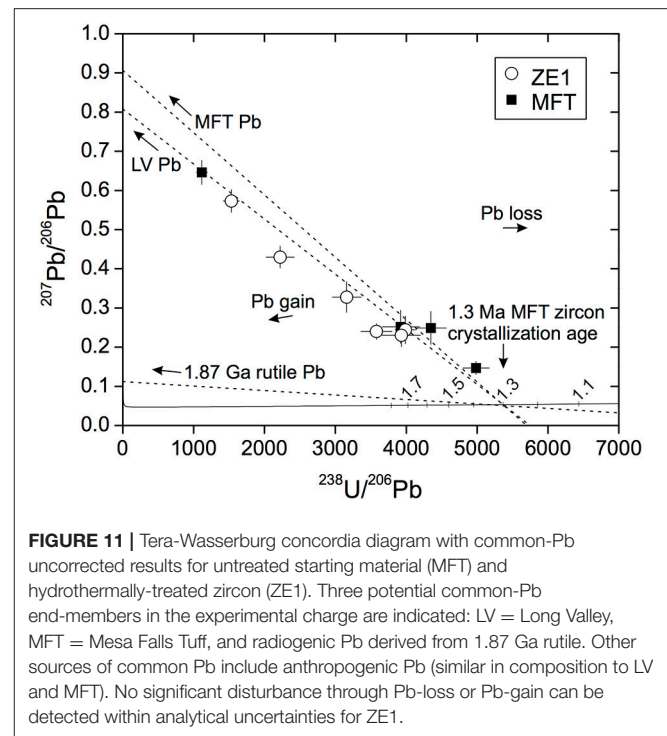 1.0
0.9
0.8
0.7
0.6
0.5
0.4
0.3
0.2
0.1
0.0
207Pb/206Pb
ZE1
MFT
MFT Pb
LV Pb
Pb loss
Pb gain
1.3 Ma MFT zircon
crystallization age
1.87 Ga rutile Pb
1.7
1.5
1.3
1.1
0
1000
2000
3000
4000
5000
6000
7000
238U/206Pb
FIGURE 11 | Tera-Wasserburg concordia diagram with common-Pb
uncorrected results for untreated starting material (MFT) and
hydrothermally-treated zircon (ZE1). Three potential common-Pb
end-members in the experimental charge are indicated: LV = Long Valley,
MFT = Mesa Falls Tuff, and radiogenic Pb derived from 1.87 Ga rutile. Other
sources of common Pb include anthropogenic Pb (similar in composition to LV
and MFT). No significant disturbance through Pb-loss or Pb-gain can be
detected within analytical uncertainties for ZE1.